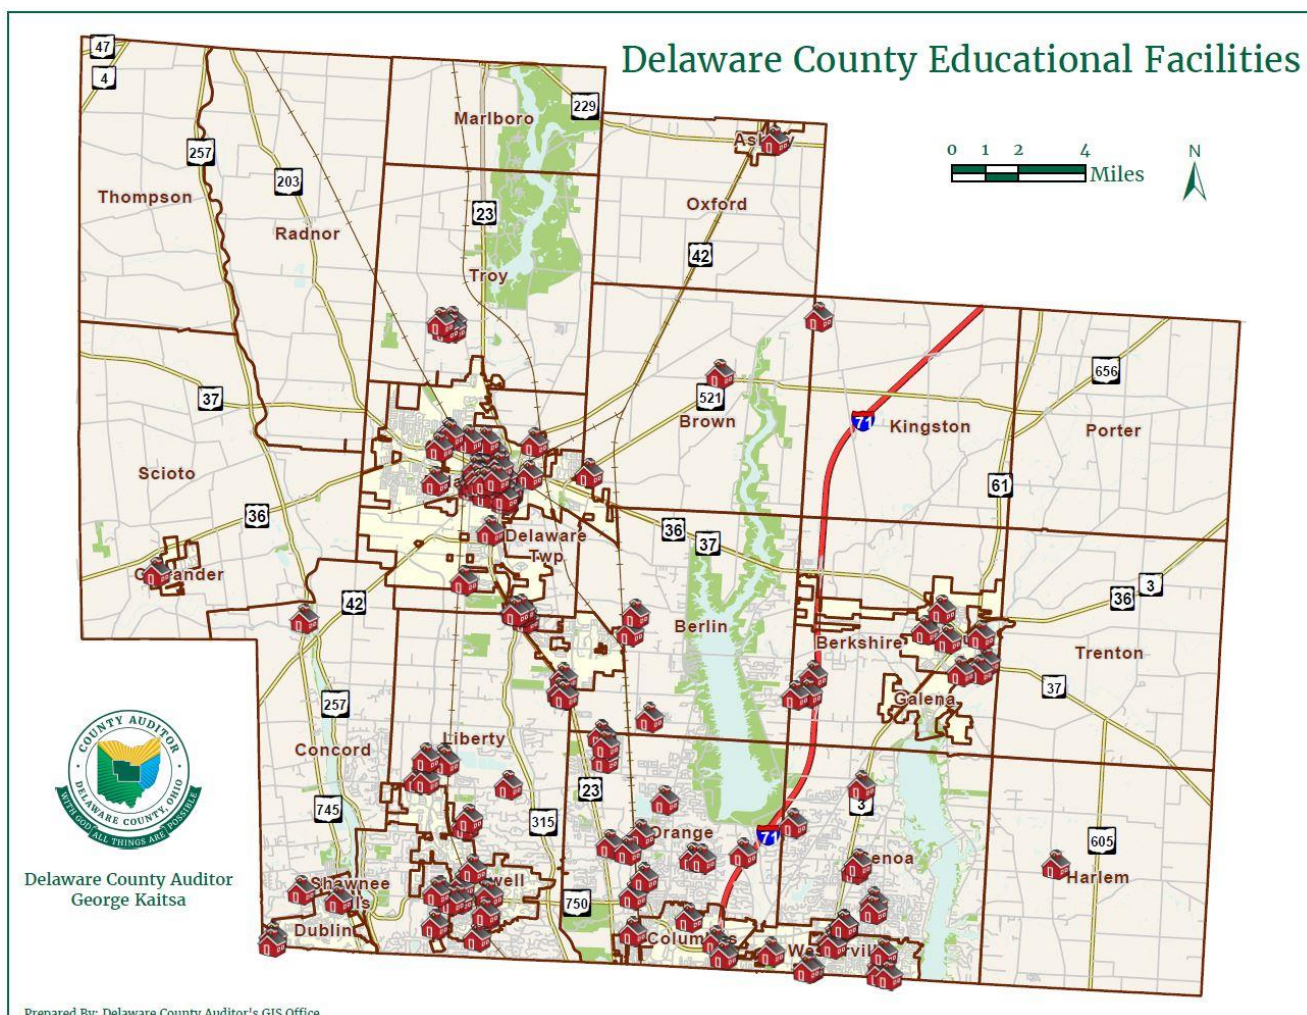 Delaware County Educational Facilities
0 1 2 4
Miles
N
47
4
229
Marlboro
257
203
Thompson
Radnor
23
Oxford
42
Troy
37
656
521
71
Brown
Kingston
Porter
Scioto
61
36
36
37
Delaware
Twp
36
3
42
Berlin
Berkshire
Trenton
37
257
Galena
Concord
Liberty
23
745
315
3
Orange
71
605
Harlem
Shawnee
750
Dublin
COUNTY AUDITOR
DELAWARE COUNTY, OHIO
WITH GOD ALL THINGS ARE POSSIBLE
Delaware County Auditor
George Kaitsa
Prepared By: Delaware County Auditor's GIS Office